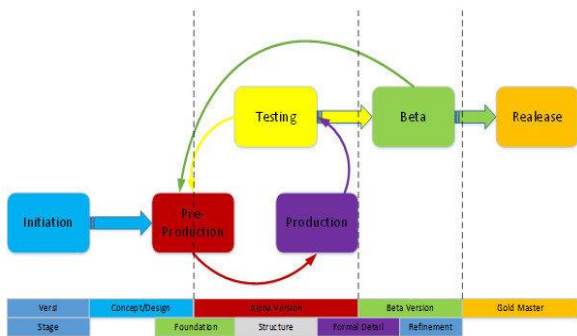 Testing
Beta
Realease
Initiation
Pre-
Production
Production
Versi
Concept/Design
Alpha Version
Beta Version
Gold Master
Stage
Foundation
Structure
Formal Detail
Refinement